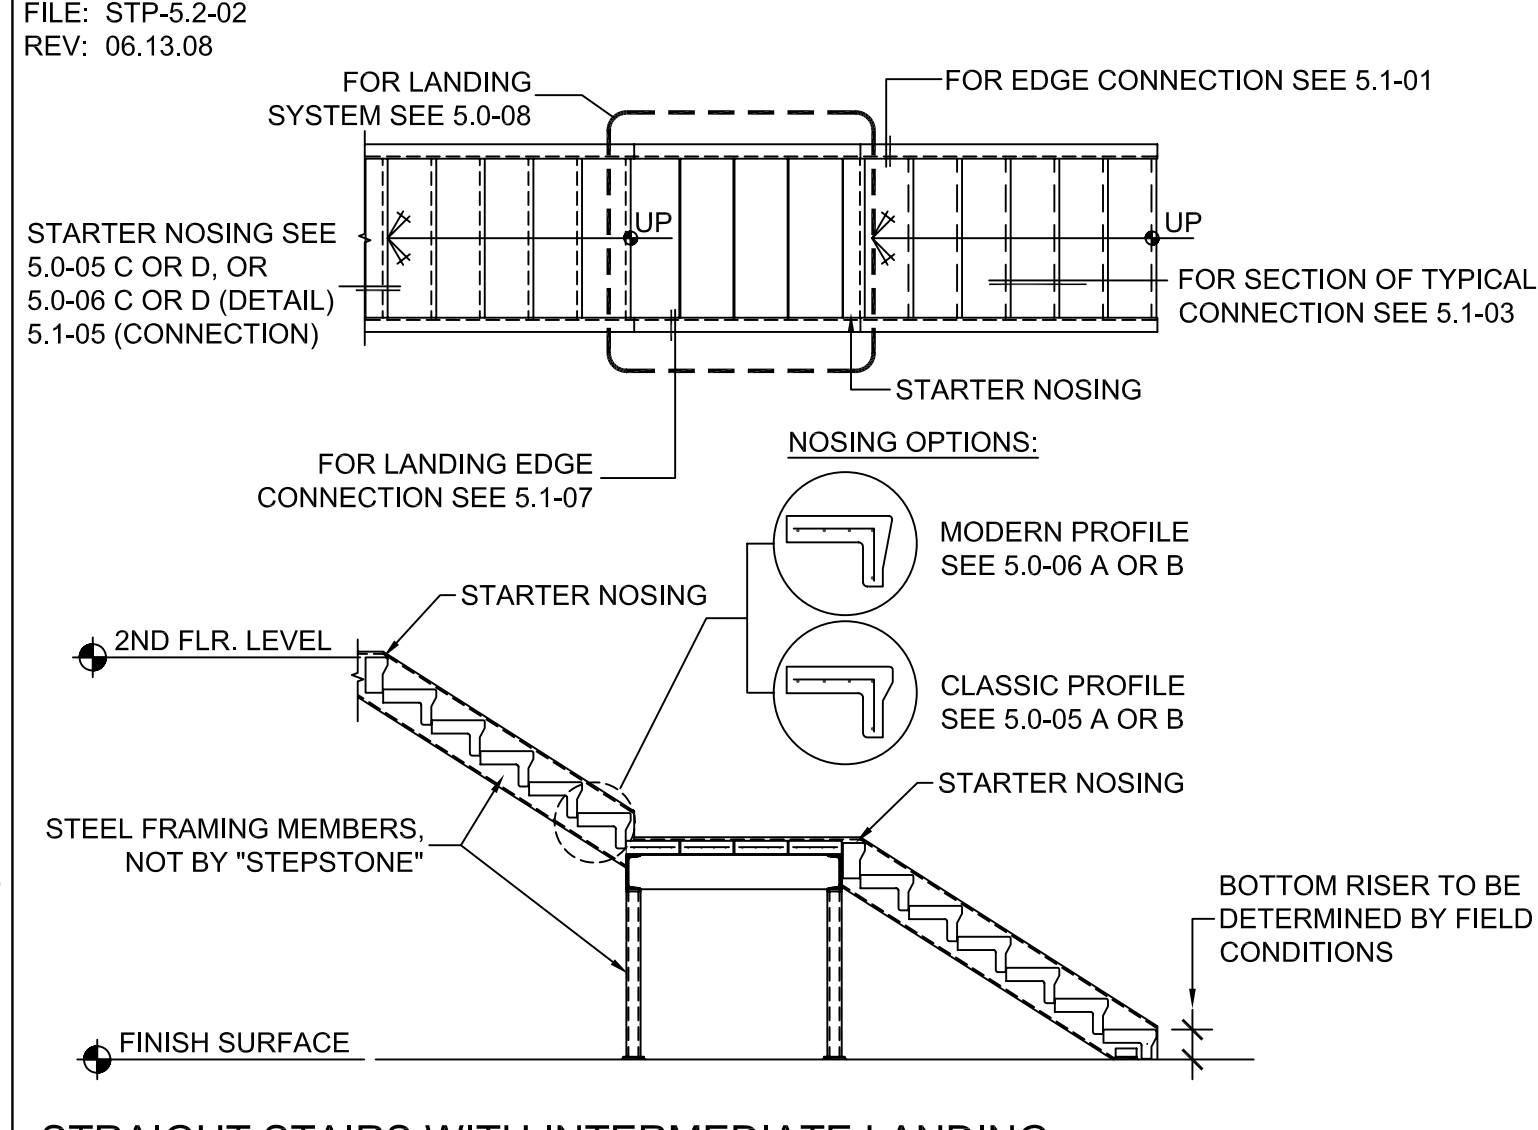 FILE: STP-5.2-02
REV: 06.13.08
FOR LANDING
SYSTEM SEE 5.0-08
FOR EDGE CONNECTION SEE 5.1-01
STARTER NOSING SEE
5.0-05 C OR D, OR
5.0-06 C OR D (DETAIL)
5.1-05 (CONNECTION)
UP
UP
FOR SECTION OF TYPICAL
CONNECTION SEE 5.1-03
STARTER NOSING
FOR LANDING EDGE
CONNECTION SEE 5.1-07
NOSING OPTIONS:
MODERN PROFILE
SEE 5.0-06 A OR B
STARTER NOSING
2ND FLR. LEVEL
CLASSIC PROFILE
SEE 5.0-05 A OR B
STARTER NOSING
STEEL FRAMING MEMBERS,
NOT BY "STEPSTONE"
BOTTOM RISER TO BE
DETERMINED BY FIELD
CONDITIONS
FINISH SURFACE
STRAIGHT STAIRS WITH INTERMEDIATE LANDING